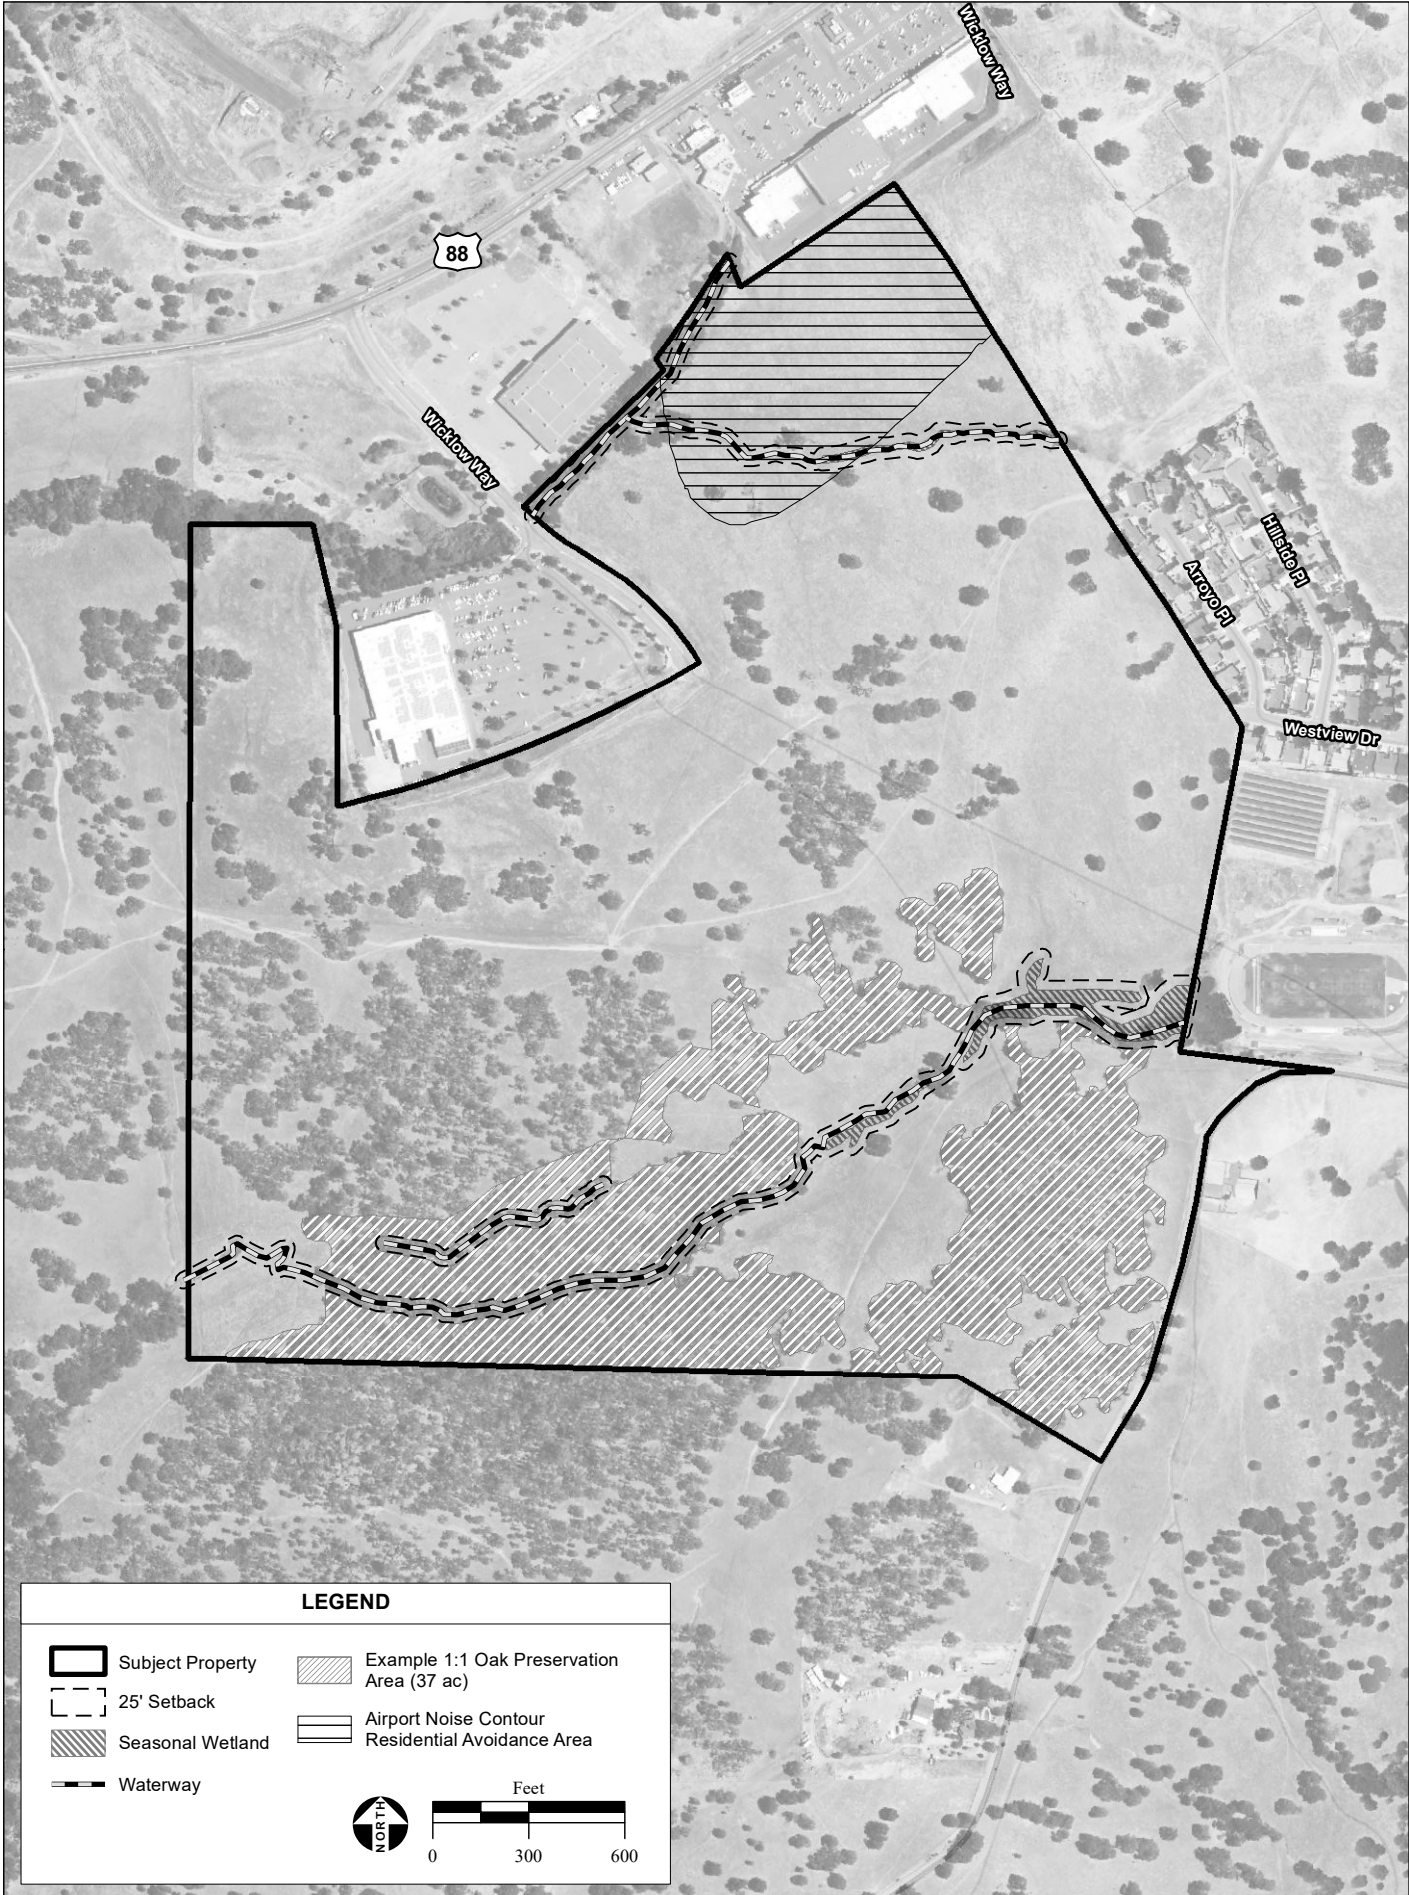 Wicklow Way
88
Wicklow Way
Hillside Pl
Arroyo Pl
Westview Dr
LEGEND
Subject Property
25' Setback
Seasonal Wetland
Waterway
Example 1:1 Oak Preservation
Area (37 ac)
Airport Noise Contour
Residential Avoidance Area
NORTH
Feet
0 300 600